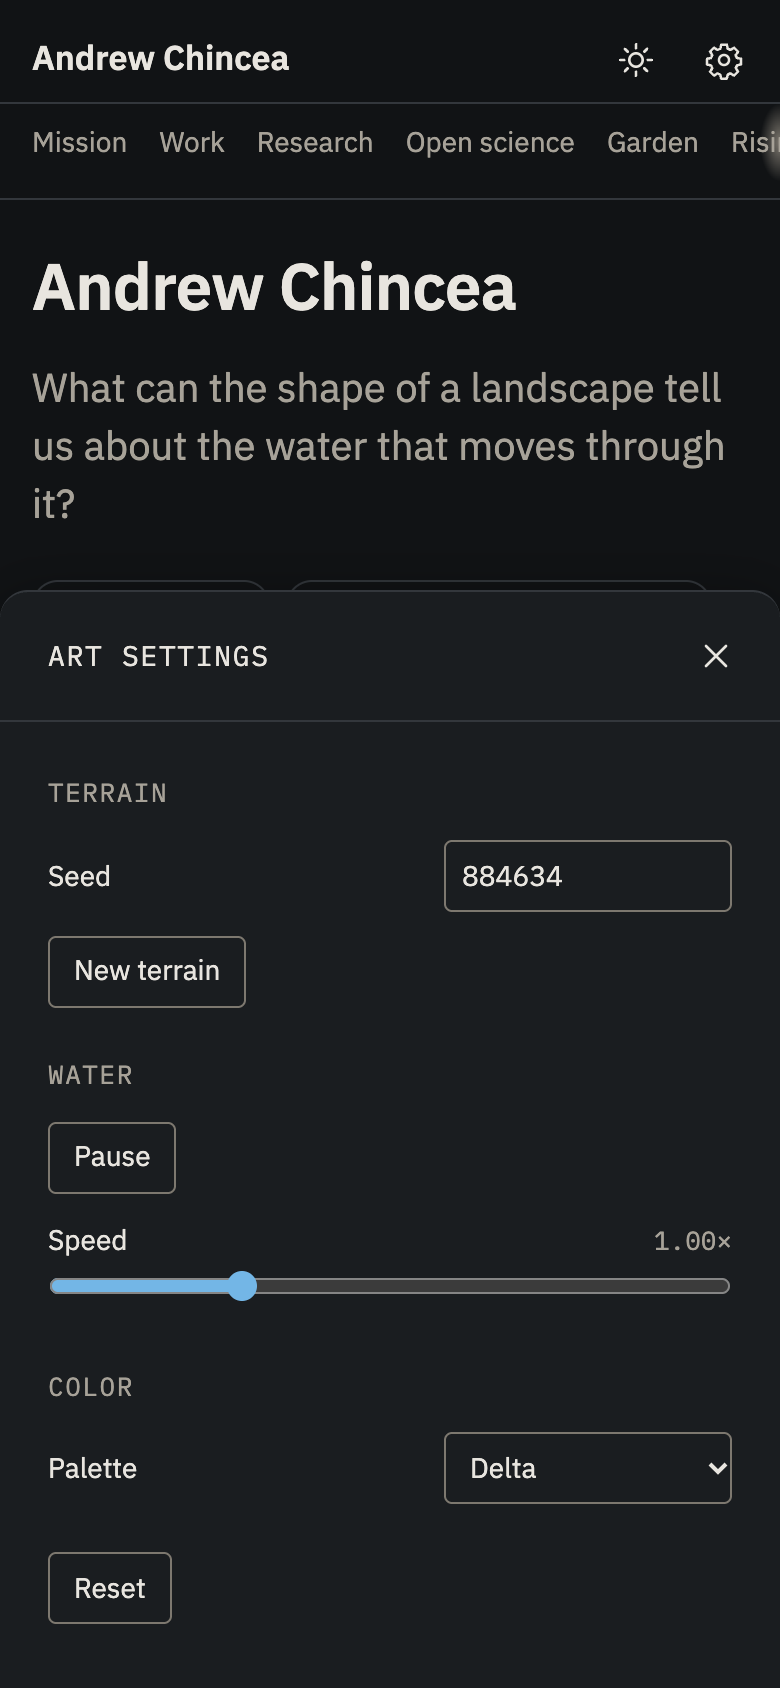 Andrew Chincea
Mission Work Research Open science Garden
Andrew Chincea
What can the shape of a landscape tell
us about the water that moves through
it?
ART SETTINGS
TERRAIN
Seed 884634
New terrain
WATER
Pause
Speed 1.00×
COLOR
Palette Delta
Reset